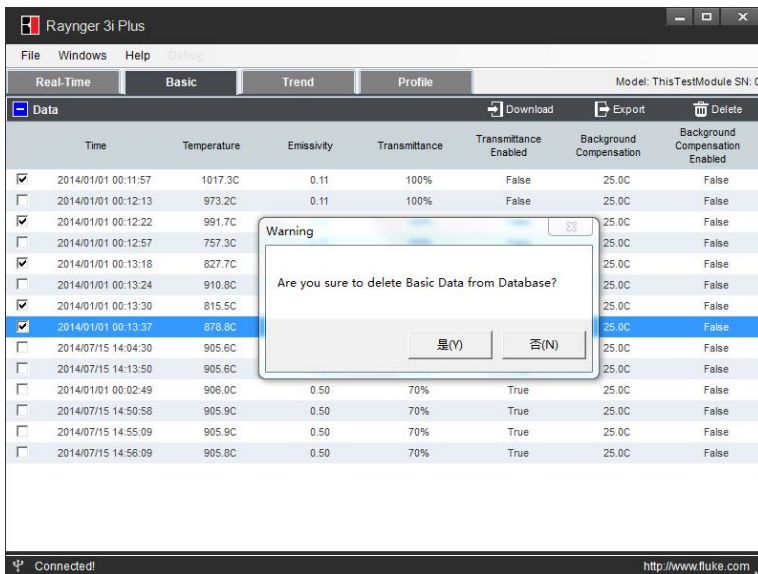 Raynger 3i Plus
File Windows Help Debug
Real-Time Basic Trend Profile Model: ThisTestModule SN:
Data Download Export Delete
Time Temperature Emissivity Transmittance Transmittance Enabled Background Compensation Background Compensation Enabled
2014/01/01 00:11:57 1017.3C 0.11 100% False 25.0C False
2014/01/01 00:12:13 973.2C 0.11 100% False 25.0C False
2014/01/01 00:12:22 991.7C 25.0C False
2014/01/01 00:12:57 757.3C 25.0C False
2014/01/01 00:13:18 827.7C 25.0C False
2014/01/01 00:13:24 910.8C 25.0C False
2014/01/01 00:13:30 815.5C 25.0C False
2014/01/01 00:13:37 878.8C 25.0C False
2014/07/15 14:04:30 905.6C 25.0C False
2014/07/15 14:13:50 905.6C 25.0C False
2014/01/01 00:02:49 906.0C 0.50 70% True 25.0C False
2014/07/15 14:50:58 905.9C 0.50 70% True 25.0C False
2014/07/15 14:55:09 905.9C 0.50 70% True 25.0C False
2014/07/15 14:56:09 905.8C 0.50 70% True 25.0C False
Warning
Are you sure to delete Basic Data from Database?
是(Y) 否(N)
Connected! http://www.fluke.com